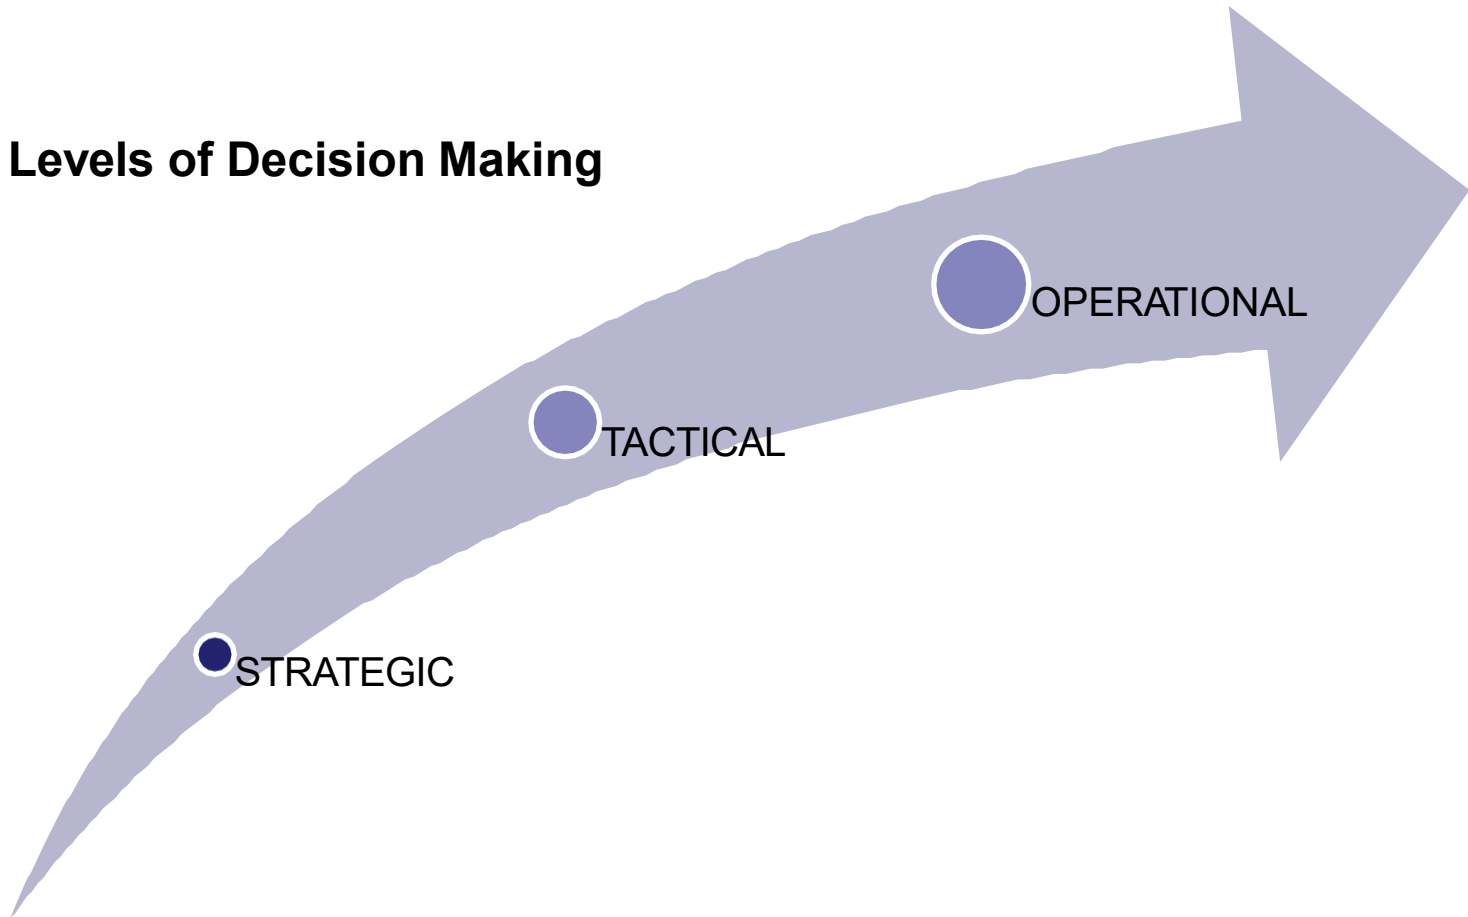 Levels of Decision Making
OPERATIONAL
TACTICAL
STRATEGIC